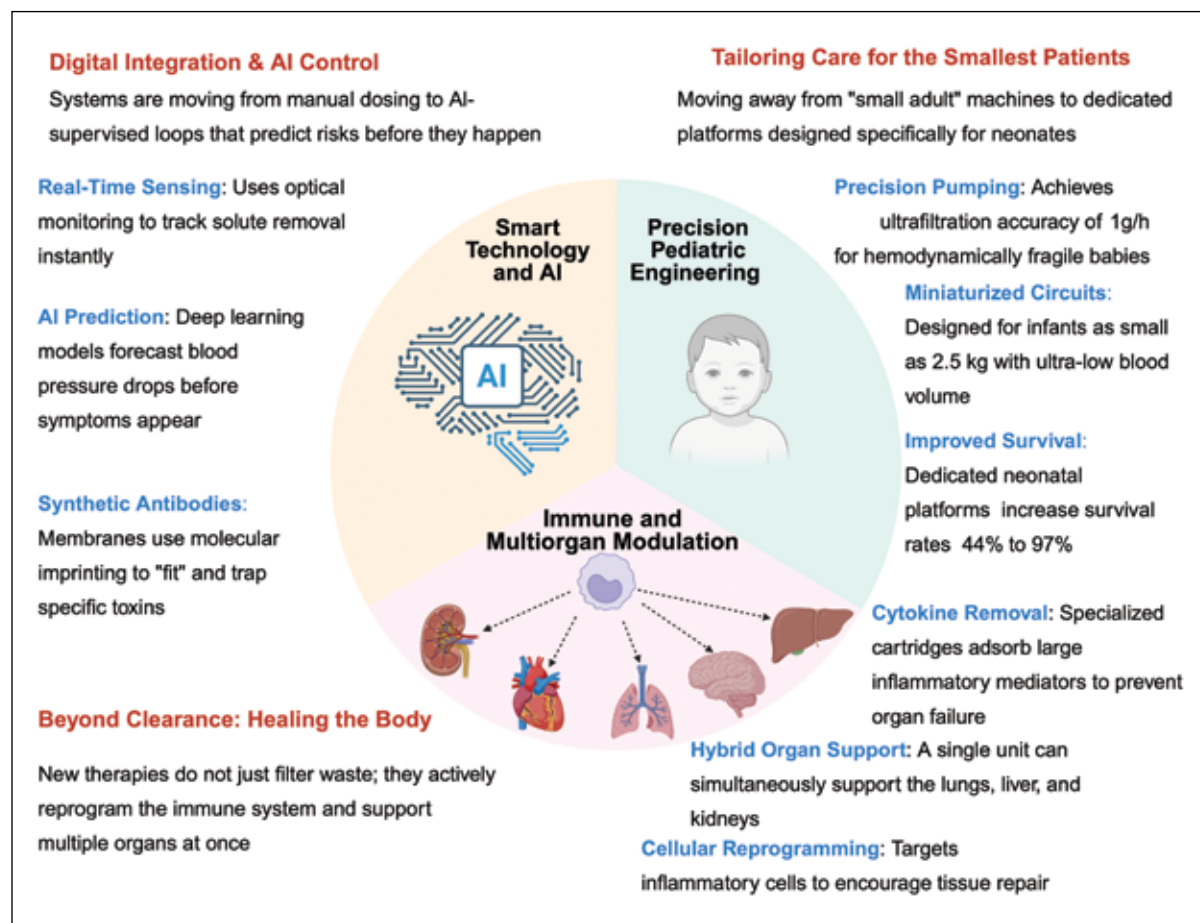 Digital Integration & AI Control
Systems are moving from manual dosing to AI-
supervised loops that predict risks before they happen
Real-Time Sensing: Uses optical
monitoring to track solute removal
instantly
AI Prediction: Deep learning
models forecast blood
pressure drops before
symptoms appear
Synthetic Antibodies:
Membranes use molecular
imprinting to "fit" and trap
specific toxins
Tailoring Care for the Smallest Patients
Moving away from "small adult" machines to dedicated
platforms designed specifically for neonates
Precision Pumping: Achieves
ultrafiltration accuracy of 1g/h
for hemodynamically fragile babies
Miniaturized Circuits:
Designed for infants as small
as 2.5 kg with ultra-low blood
volume
Improved Survival:
Dedicated neonatal
platforms increase survival
rates 44% to 97%
Smart
Technology
and AI
AI
Precision
Pediatric
Engineering
Immune and
Multiorgan Modulation
Beyond Clearance: Healing the Body
New therapies do not just filter waste; they actively
reprogram the immune system and support
multiple organs at once
Cytokine Removal: Specialized
cartridges adsorb large
inflammatory mediators to prevent
organ failure
Hybrid Organ Support: A single unit can
simultaneously support the lungs, liver, and
kidneys
Cellular Reprogramming: Targets
inflammatory cells to encourage tissue repair